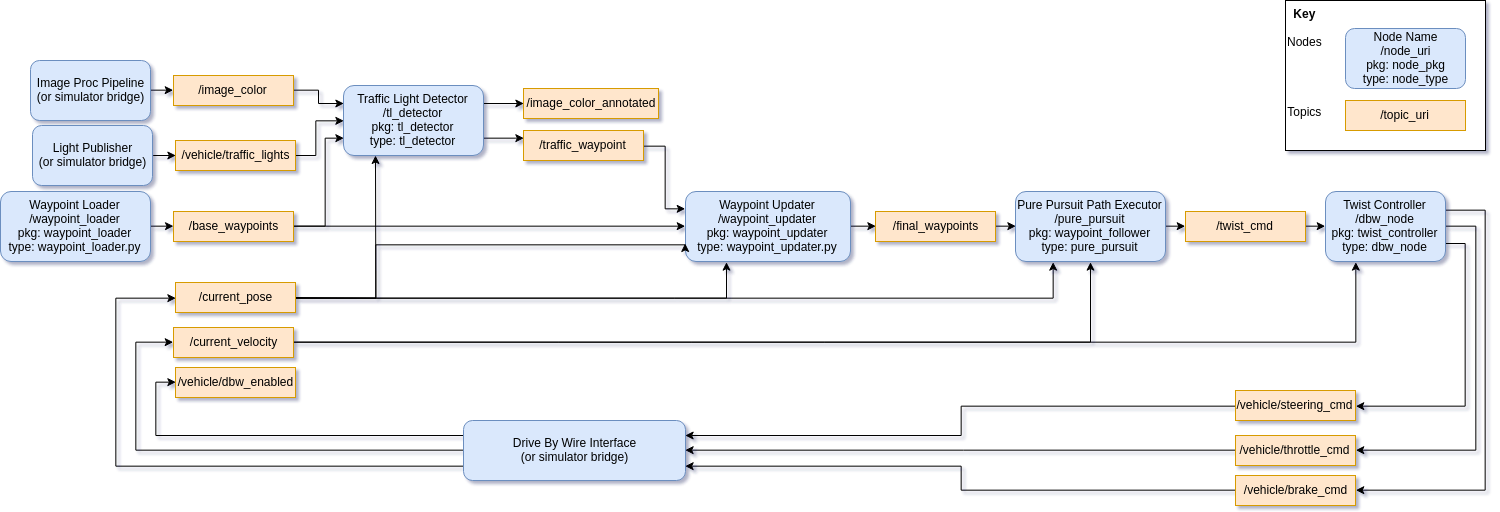 Key
Nodes
Node Name
/node_uri
pkg: node_pkg
type: node_type
Topics
/topic_uri
Image Proc Pipeline
(or simulator bridge)
/image_color
Traffic Light Detector
/tl_detector
pkg: tl_detector
type: tl_detector
/image_color_annotated
/traffic_waypoint
Light Publisher
(or simulator bridge)
/vehicle/traffic_lights
Waypoint Loader
/waypoint_loader
pkg: waypoint_loader
type: waypoint_loader.py
/base_waypoints
Waypoint Updater
/waypoint_updater
pkg: waypoint_updater
type: waypoint_updater.py
/final_waypoints
Pure Pursuit Path Executor
/pure_pursuit
pkg: waypoint_follower
type: pure_pursuit
/twist_cmd
Twist Controller
/dbw_node
pkg: twist_controller
type: dbw_node
/current_pose
/current_velocity
/vehicle/dbw_enabled
Drive By Wire Interface
(or simulator bridge)
/vehicle/steering_cmd
/vehicle/throttle_cmd
/vehicle/brake_cmd